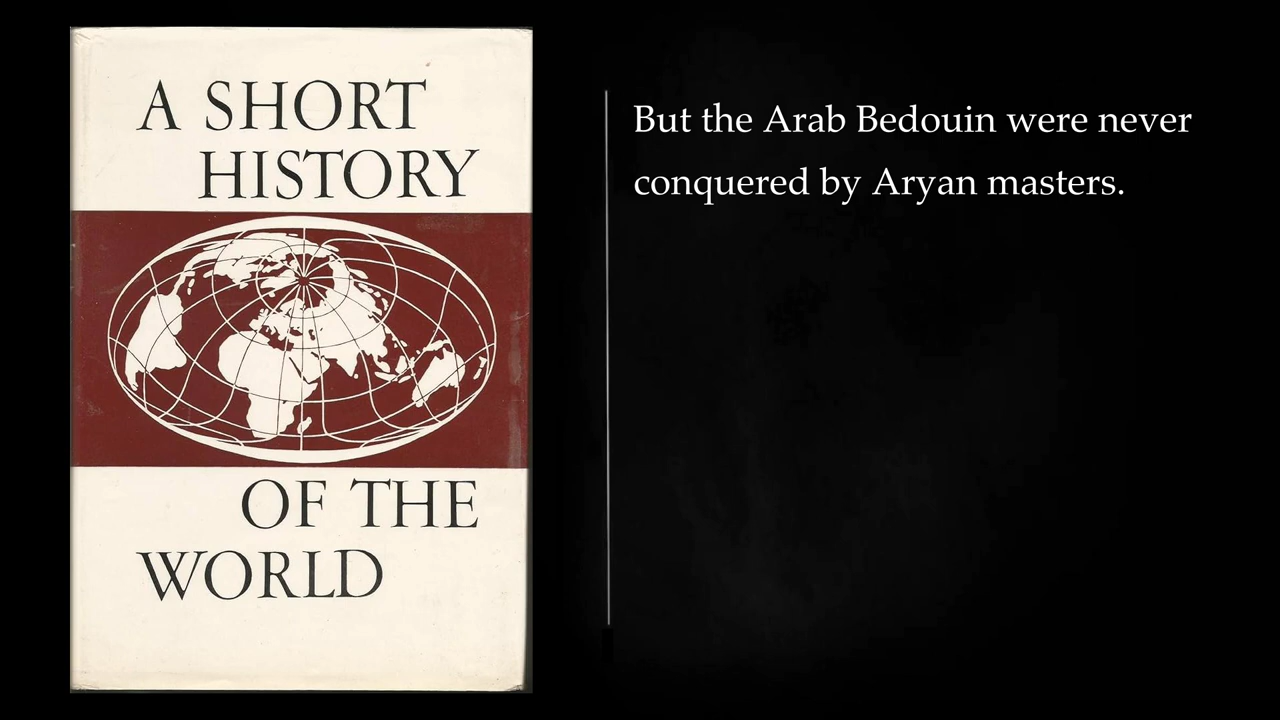 A SHORT
HISTORY
OF THE
WORLD
But the Arab Bedouin were never
conquered by Aryan masters.